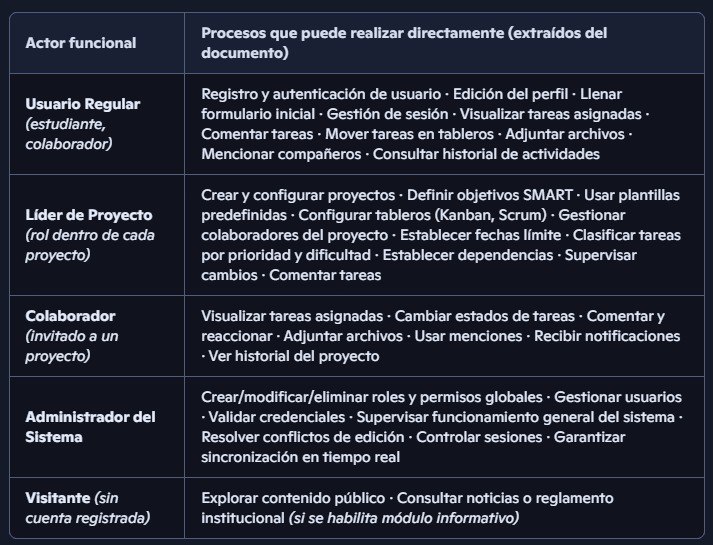 Actor funcional
Procesos que puede realizar directamente (extraídos del
documento)
Usuario Regular
(estudiante,
colaborador)
Registro y autenticación de usuario · Edición del perfil · Llenar
formulario inicial · Gestión de sesión · Visualizar tareas asignadas ·
Comentar tareas · Mover tareas en tableros · Adjuntar archivos ·
Mencionar compañeros · Consultar historial de actividades
Líder de Proyecto
(rol dentro de cada
proyecto)
Crear y configurar proyectos · Definir objetivos SMART · Usar plantillas
predefinidas · Configurar tableros (Kanban, Scrum) · Gestionar
colaboradores del proyecto · Establecer fechas límite · Clasificar tareas
por prioridad y dificultad · Establecer dependencias · Supervisar
cambios · Comentar tareas
Colaborador
(invitado a un
proyecto)
Visualizar tareas asignadas · Cambiar estados de tareas · Comentar y
reaccionar · Adjuntar archivos · Usar menciones · Recibir notificaciones
· Ver historial del proyecto
Administrador del
Sistema
Crear/modificar/eliminar roles y permisos globales · Gestionar usuarios
· Validar credenciales · Supervisar funcionamiento general del sistema ·
Resolver conflictos de edición · Controlar sesiones · Garantizar
sincronización en tiempo real
Visitante (sin
cuenta registrada)
Explorar contenido público · Consultar noticias o reglamento
institucional (si se habilita módulo informativo)